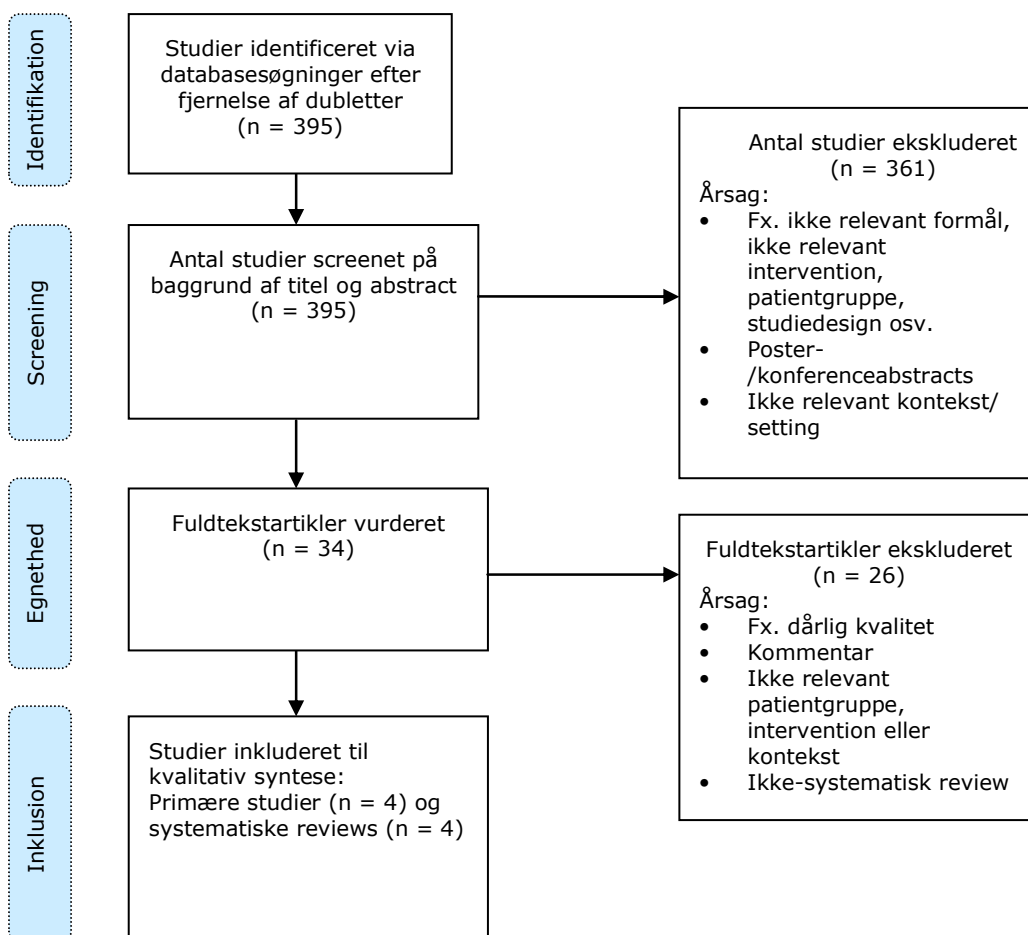 Identifikation
Studier identificeret via
databasesøgninger efter
fjernelse af dubletter
(n = 395)
Antal studier ekskluderet
(n = 361)
Årsag:
• Fx. ikke relevant formål,
ikke relevant
intervention,
patientgruppe,
studiedesign osv.
• Poster-
/konferenceabstracts
• Ikke relevant kontekst/
setting
Screening
Antal studier screenet på
baggrund af titel og abstract
(n = 395)
Egnethed
Fuldtekstartikler vurderet
(n = 34)
Fuldtekstartikler ekskluderet
(n = 26)
Årsag:
• Fx. dårlig kvalitet
• Kommentar
• Ikke relevant
patientgruppe,
intervention eller
kontekst
• Ikke-systematisk review
Inklusion
Studier inkluderet til
kvalitativ syntese:
Primære studier (n = 4) og
systematiske reviews (n = 4)